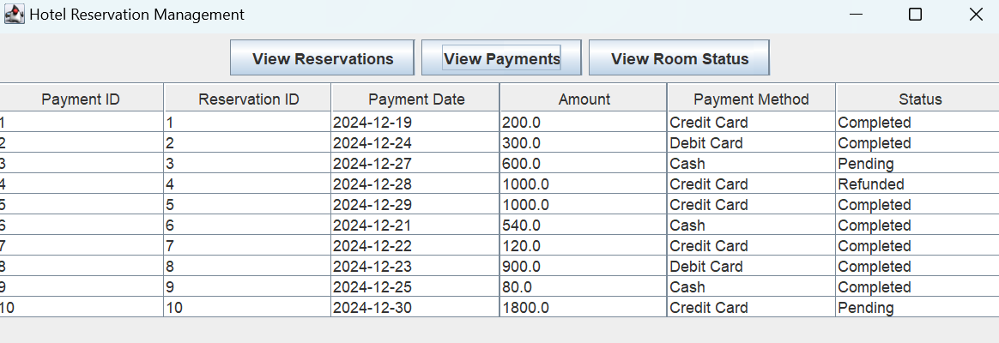 Hotel Reservation Management
View Reservations View Payments View Room Status
Payment ID Reservation ID Payment Date Amount Payment Method Status
1 1 2024-12-19 200.0 Credit Card Completed
2 2 2024-12-24 300.0 Debit Card Completed
3 3 2024-12-27 600.0 Cash Pending
4 4 2024-12-28 1000.0 Credit Card Refunded
5 5 2024-12-29 1000.0 Credit Card Completed
6 6 2024-12-21 540.0 Cash Completed
7 7 2024-12-22 120.0 Credit Card Completed
8 8 2024-12-23 900.0 Debit Card Completed
9 9 2024-12-25 80.0 Cash Completed
10 10 2024-12-30 1800.0 Credit Card Pending